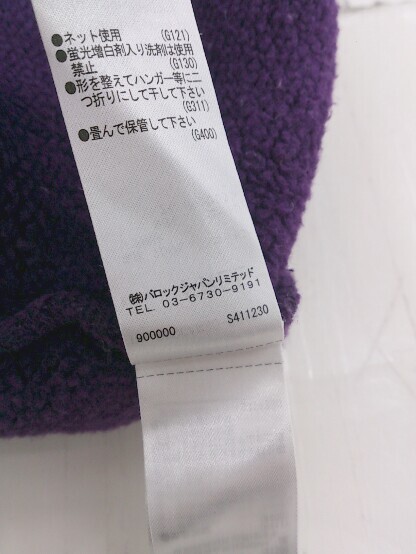 ●ネット使用 (G121)
●蛍光増白剤入り洗剤は使用
禁止 (G130)
●形を整えてハンガー等に二
つ折りにして干して下さい
(G311)
●畳んで保管して下さい
(G400)
㈱バロックジャパンリミテッド
TEL. 03-6730-9191
900000 S411230